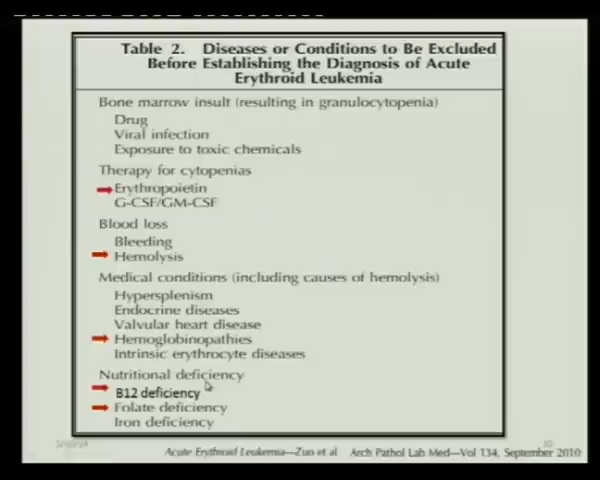 Table 2. Diseases or Conditions to Be Excluded
Before Establishing the Diagnosis of Acute
Erythroid Leukemia
Bone marrow insult (resulting in granulocytopenia)
Drug
Viral infection
Exposure to toxic chemicals
Therapy for cytopenias
Erythropoietin
G-CSF/GM-CSF
Blood loss
Bleeding
Hemolysis
Medical conditions (including causes of hemolysis)
Hypersplenism
Endocrine diseases
Valvular heart disease
Hemoglobinopathies
Intrinsic erythrocyte diseases
Nutritional deficiency
B12 deficiency
Folate deficiency
Iron deficiency
Acute Erythroid Leukemia—Zuo et al Arch Pathol Lab Med—Vol 134, September 2010